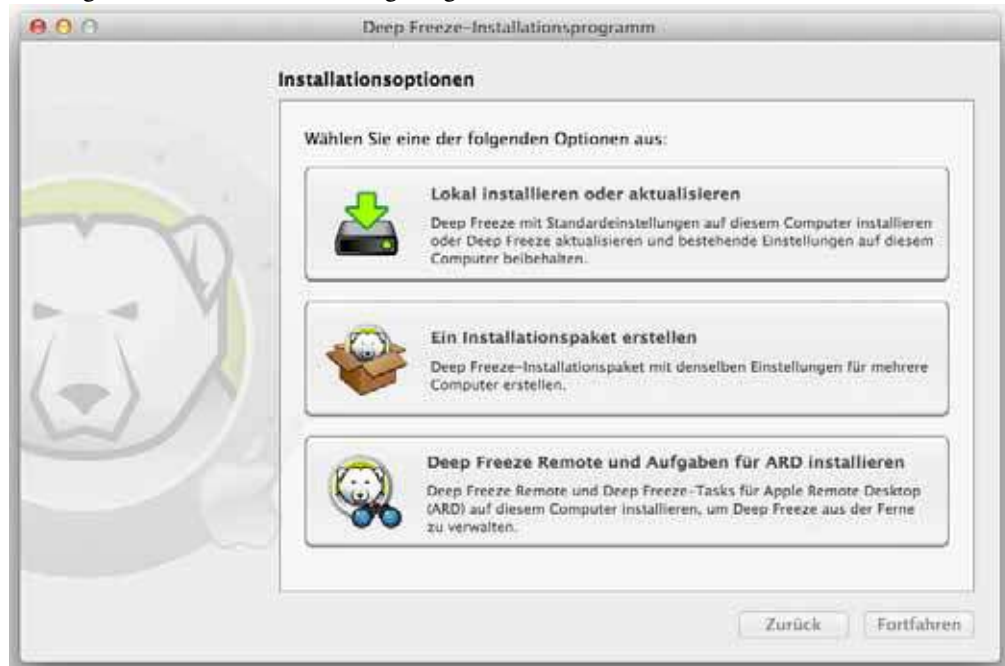 Deep Freeze-Installationsprogramm
Installationsoptionen
Wählen Sie eine der folgenden Optionen aus:
Lokal installieren oder aktualisieren
Deep Freeze mit Standardeinstellungen auf diesem Computer installieren
oder Deep Freeze aktualisieren und bestehende Einstellungen auf diesem
Computer beibehalten.
Ein Installationspaket erstellen
Deep Freeze-Installationspaket mit denselben Einstellungen für mehrere
Computer erstellen.
Deep Freeze Remote und Aufgaben für ARD installieren
Deep Freeze Remote und Deep Freeze-Tasks für Apple Remote Desktop
(ARD) auf diesem Computer installieren, um Deep Freeze aus der Ferne
zu verwalten.
Zurück
Fortfahren